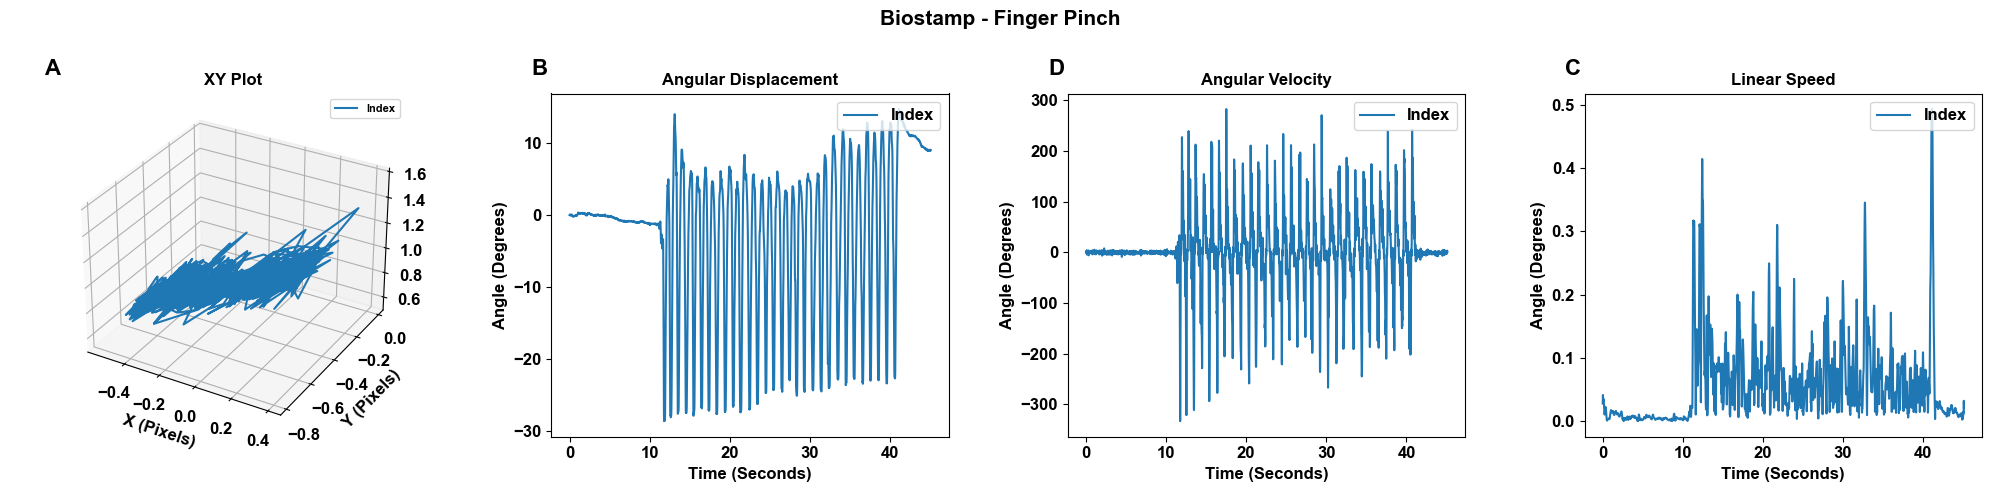 Biostamp - Finger Pinch
A
XY Plot
Index
1.6
1.4
1.2
1.0
0.8
0.6
0.0
−0.2
−0.4
−0.6
−0.8
Y (Pixels)
−0.4
−0.2
0.0
0.2
0.4
X (Pixels)
B
Angular Displacement
Index
10
0
−10
−20
−30
Angle (Degrees)
0 10 20 30 40
Time (Seconds)
D
Angular Velocity
Index
300
200
100
0
−100
−200
−300
Angle (Degrees)
0 10 20 30 40
Time (Seconds)
C
Linear Speed
Index
0.5
0.4
0.3
0.2
0.1
0.0
Angle (Degrees)
0 10 20 30 40
Time (Seconds)